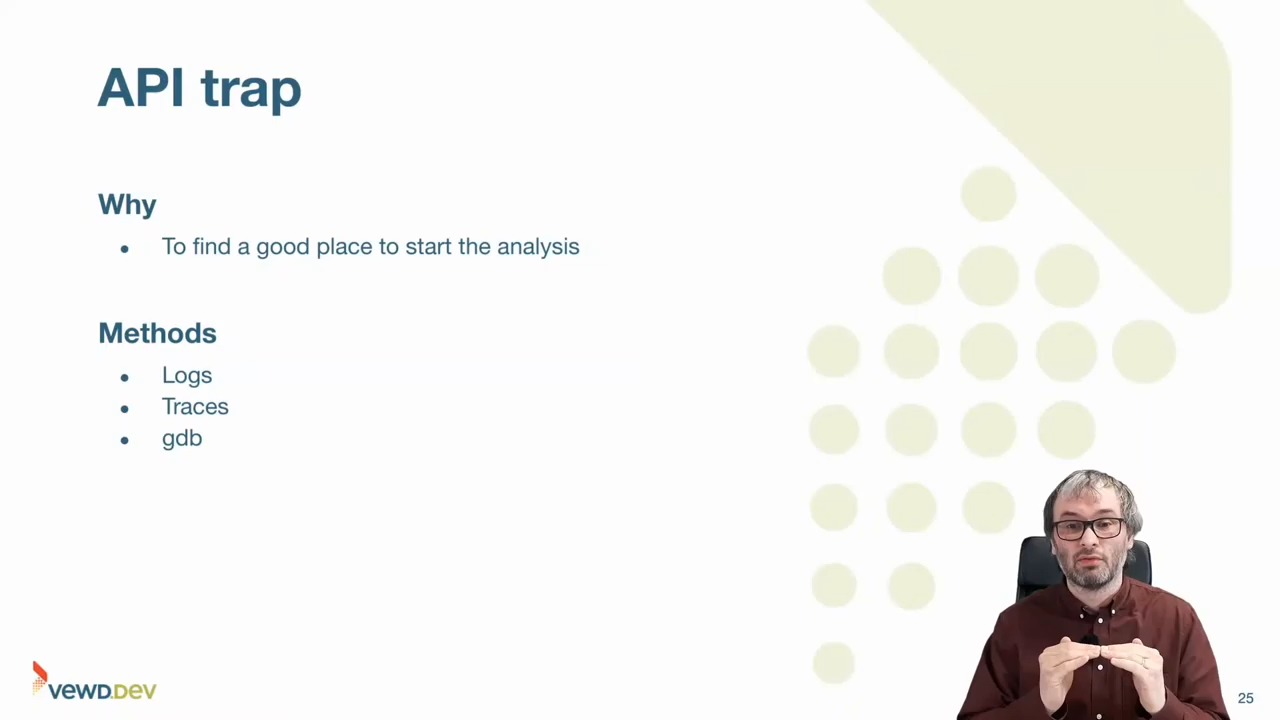 API trap
Why
• To find a good place to start the analysis
Methods
• Logs
• Traces
• gdb
VEWD.DEV
25